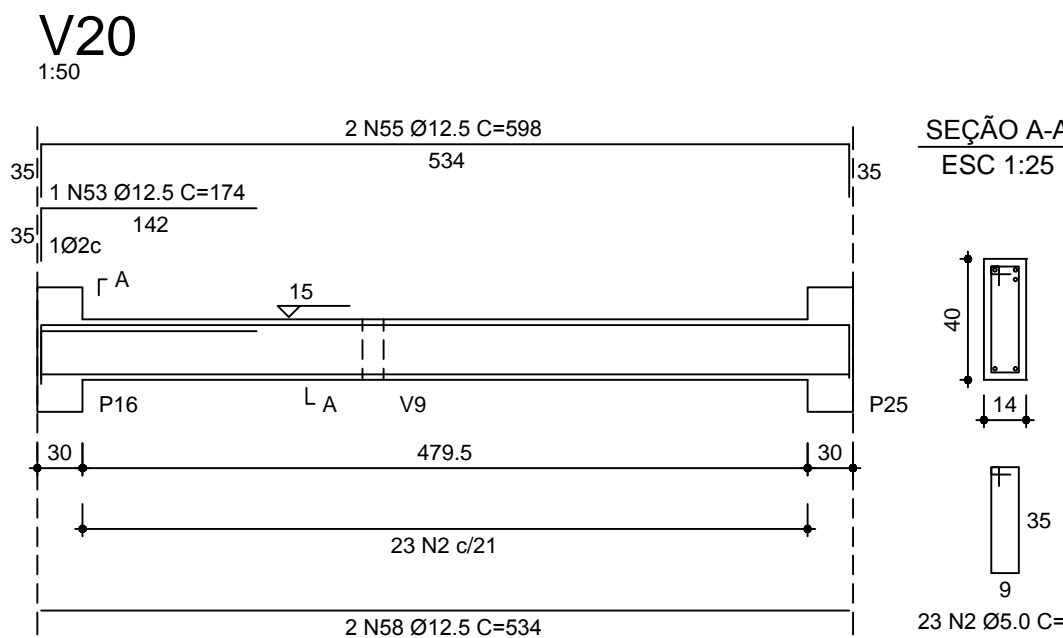 V20
1:50
2 N55 Ø12.5 C=598
534
35
35
1 N53 Ø12.5 C=174
142
35
1Ø2c
A
15
P16
A
V9
P25
30
479.5
30
23 N2 c/21
2 N58 Ø12.5 C=534
SEÇÃO A-A
ESC 1:25
40
14
35
9
23 N2 Ø5.0 C=